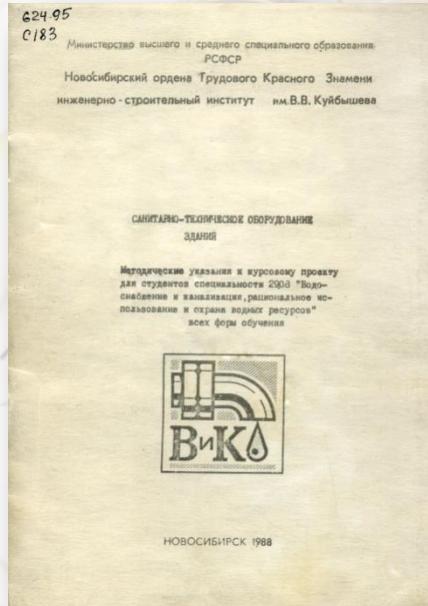 624.95
С183
Министерство высшего и среднего специального образования
РСФСР
Новосибирский ордена Трудового Красного Знамени
инженерно-строительный институт им.В.В. Куйбышева
САНИТАРНО-ТЕХНИЧЕСКОЕ ОБОРУДОВАНИЕ
ЗДАНИЙ
Методические указания к курсовому проекту
для студентов специальности 2908 "Водо-
снабжение и канализация,рациональное ис-
пользование и охрана водных ресурсов"
всех форм обучения
ВиК
НОВОСИБИРСК 1988